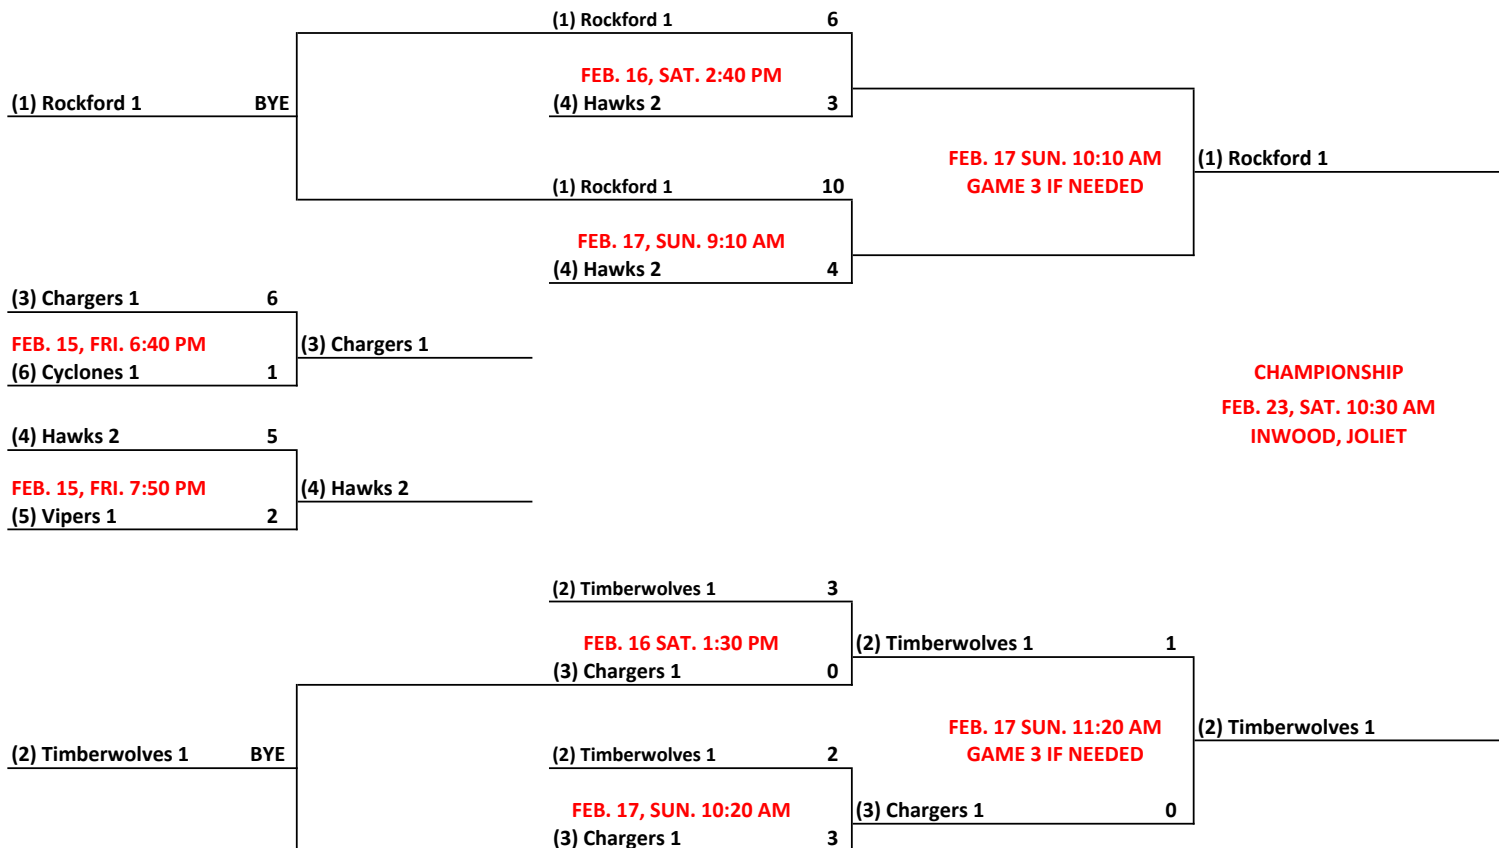 (1) Rockford 1 6
FEB. 16, SAT. 2:40 PM
(1) Rockford 1 BYE
(4) Hawks 2 3
FEB. 17 SUN. 10:10 AM
GAME 3 IF NEEDED
(1) Rockford 1
(1) Rockford 1 10
FEB. 17, SUN. 9:10 AM
(4) Hawks 2 4
(3) Chargers 1 6
FEB. 15, FRI. 6:40 PM
(3) Chargers 1
(6) Cyclones 1 1
CHAMPIONSHIP
FEB. 23, SAT. 10:30 AM
INWOOD, JOLIET
(4) Hawks 2 5
FEB. 15, FRI. 7:50 PM
(4) Hawks 2
(5) Vipers 1 2
(2) Timberwolves 1 3
FEB. 16 SAT. 1:30 PM
(2) Timberwolves 1 1
(3) Chargers 1 0
FEB. 17 SUN. 11:20 AM
GAME 3 IF NEEDED
(2) Timberwolves 1
(2) Timberwolves 1 BYE
(2) Timberwolves 1 2
FEB. 17, SUN. 10:20 AM
(3) Chargers 1 0
(3) Chargers 1 3